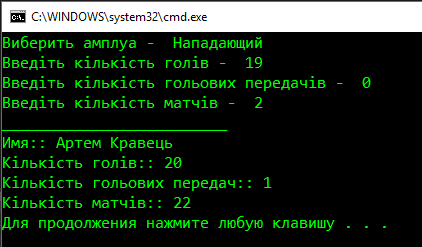 C:\WINDOWS\system32\cmd.exe
Виберить амплуа -  Нападающий
Введіть кількість голів -  19
Введіть кількість гольових передачів -  0
Введіть кількість матчів -  2
_________________________
Имя:: Артем Кравець
Кількість голів:: 20
Кількість гольових передач:: 1
Кількість матчів:: 22
Для продолжения нажмите любую клавишу . . .